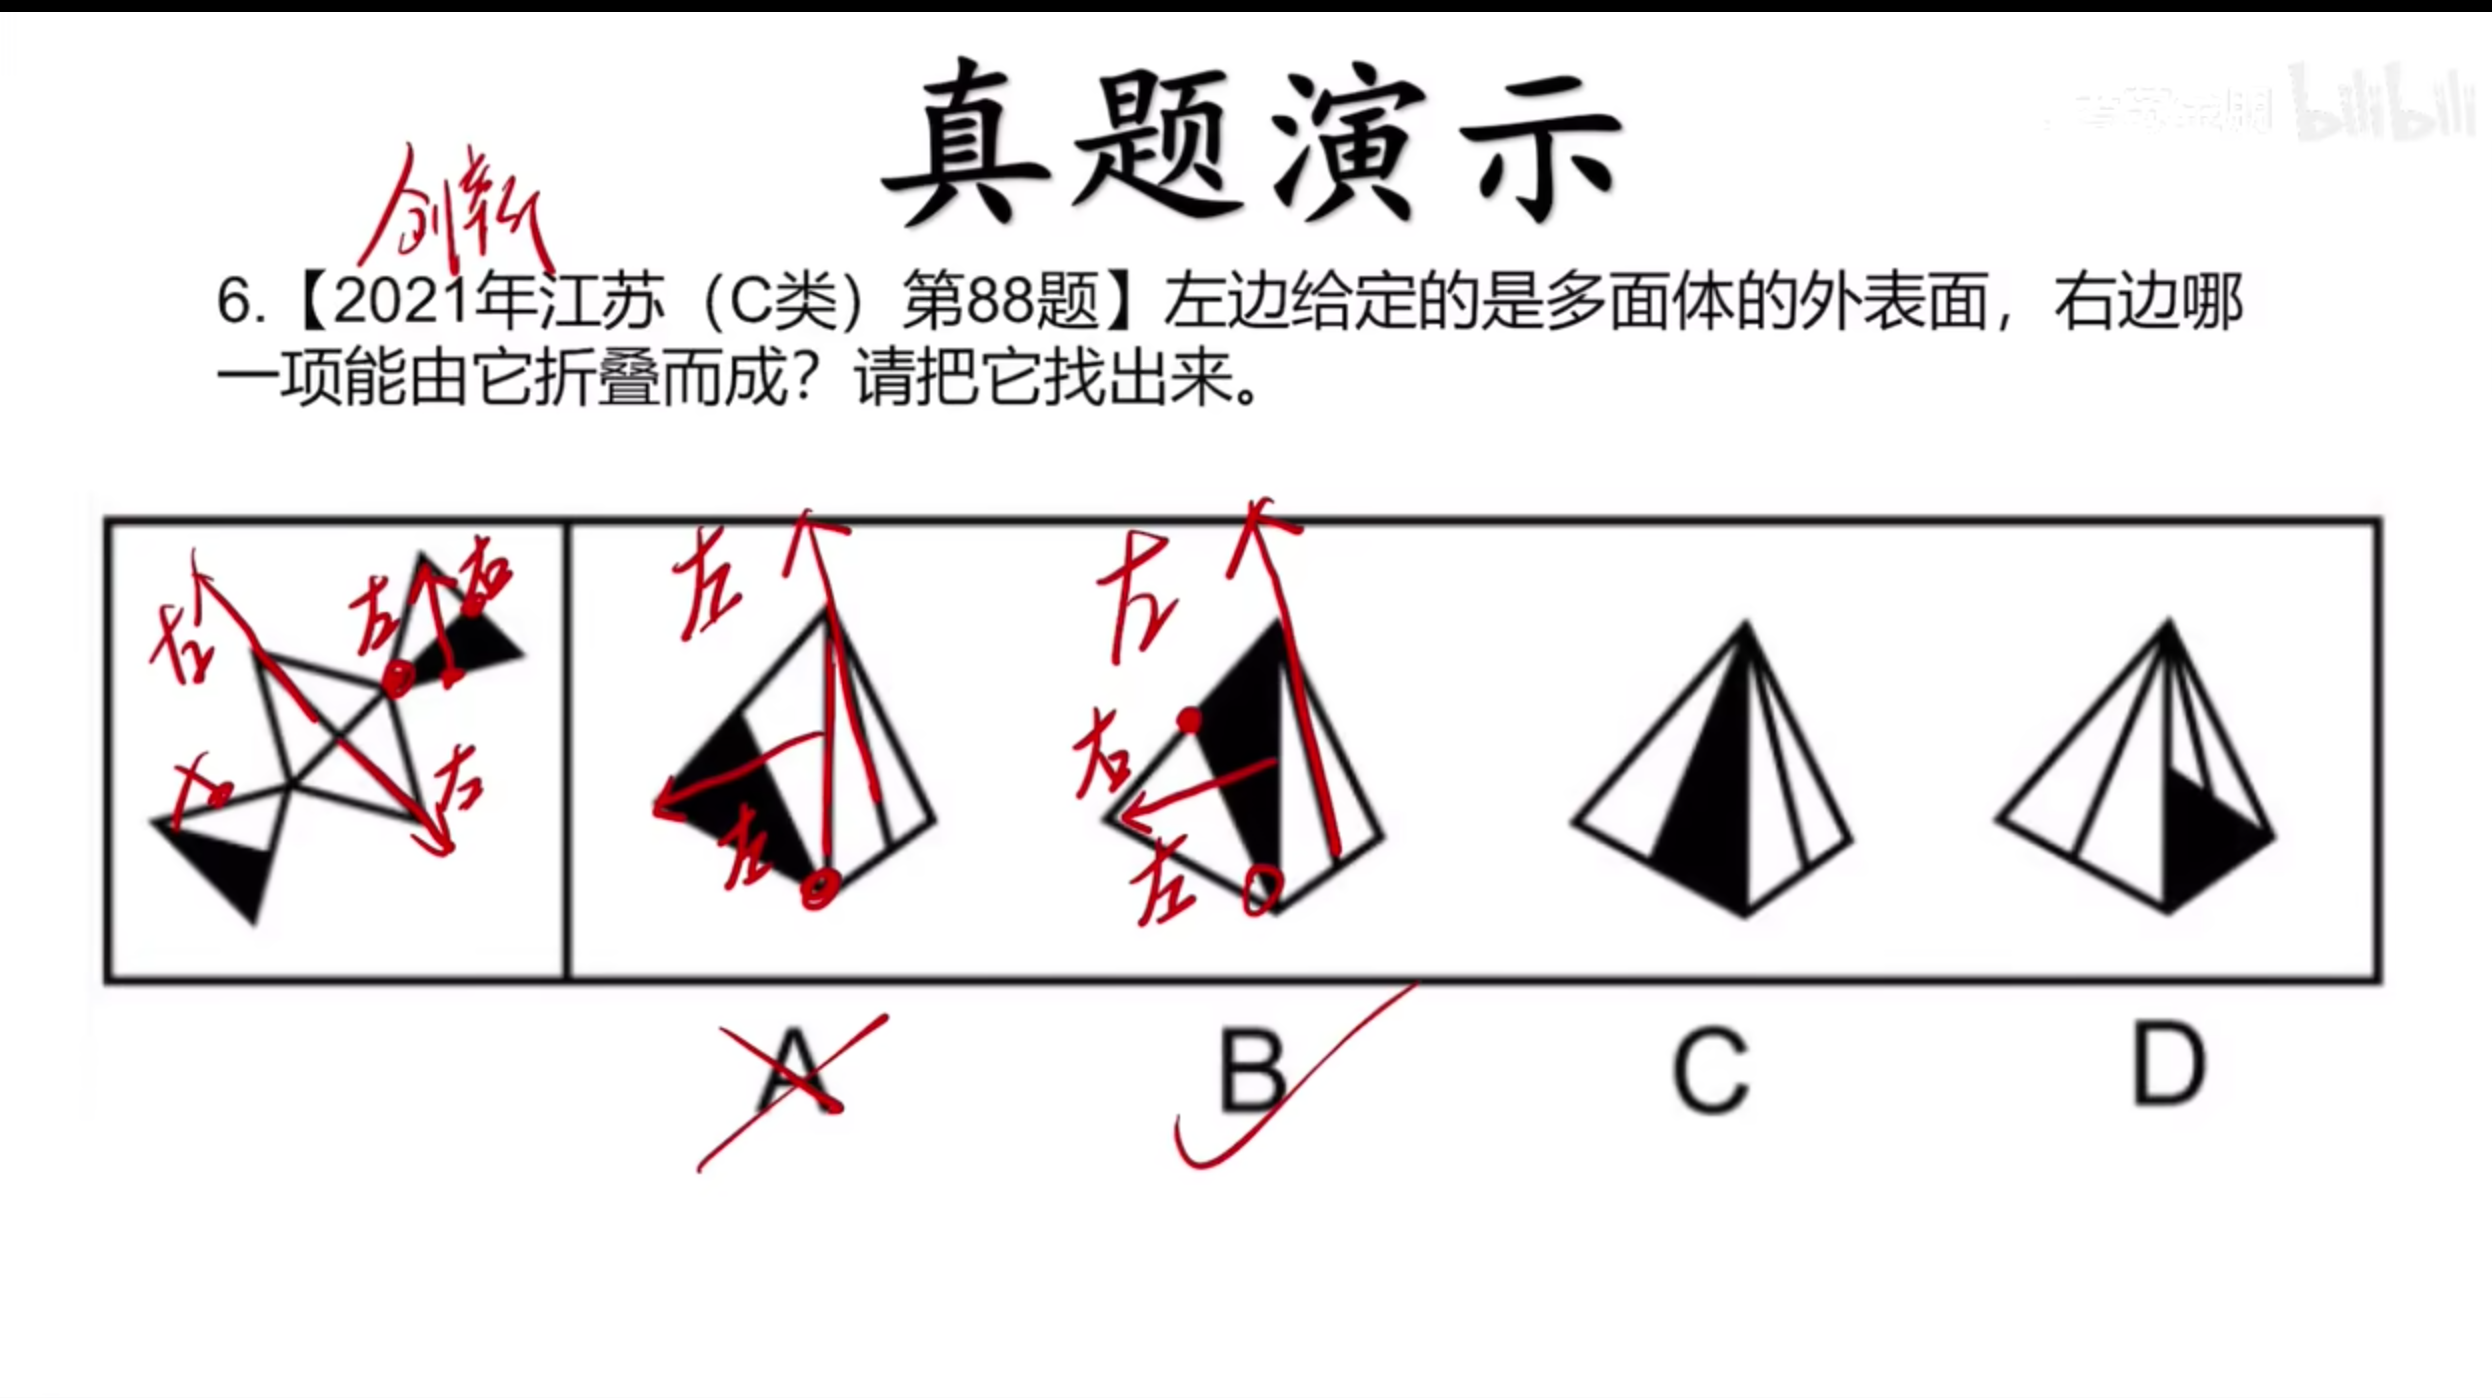 真题演示
bilibili
创新
6.【2021年江苏（C类）第88题】左边给定的是多面体的外表面，右边哪
一项能由它折叠而成？请把它找出来。
左 右
右
左
左
左
左
右
左
A
B
C
D